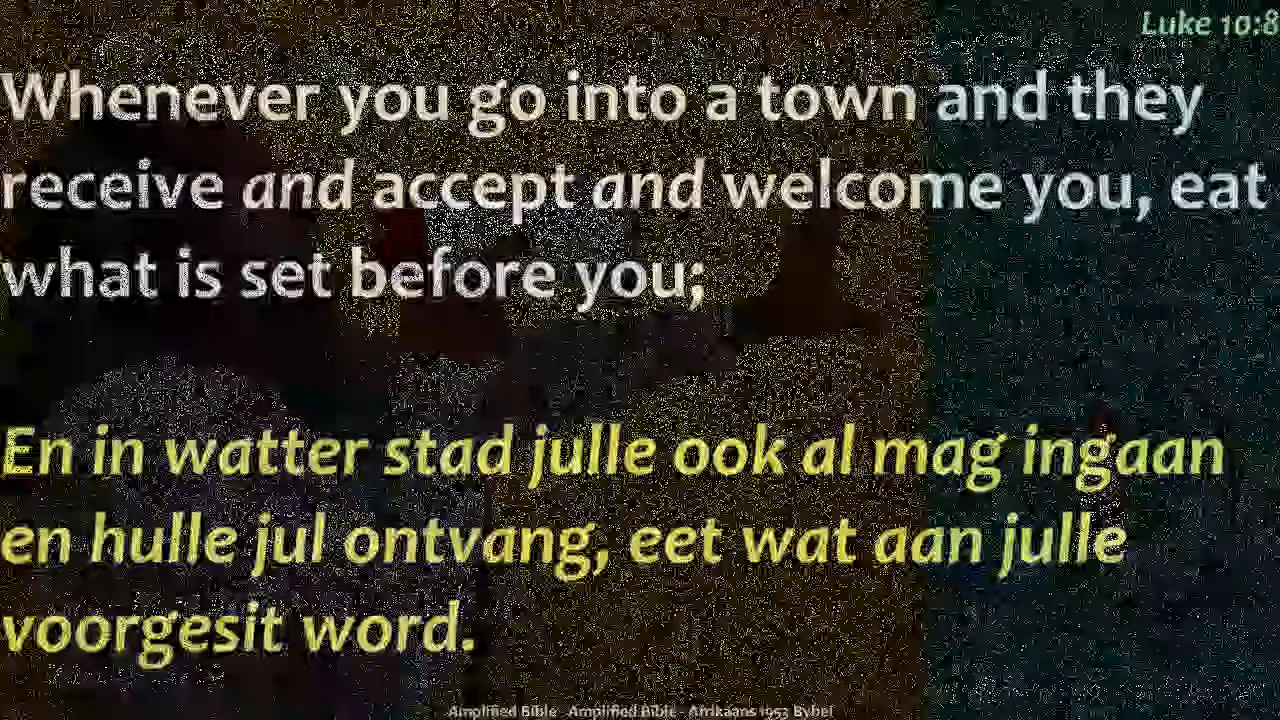 Luke 10:8
Whenever you go into a town and they
receive and accept and welcome you, eat
what is set before you;
En in watter stad julle ook al mag ingaan
en hulle jul ontvang, eet wat aan julle
voorgesit word.
Amplified Bible - Amplified Bible - Afrikaans 1953 Bybel